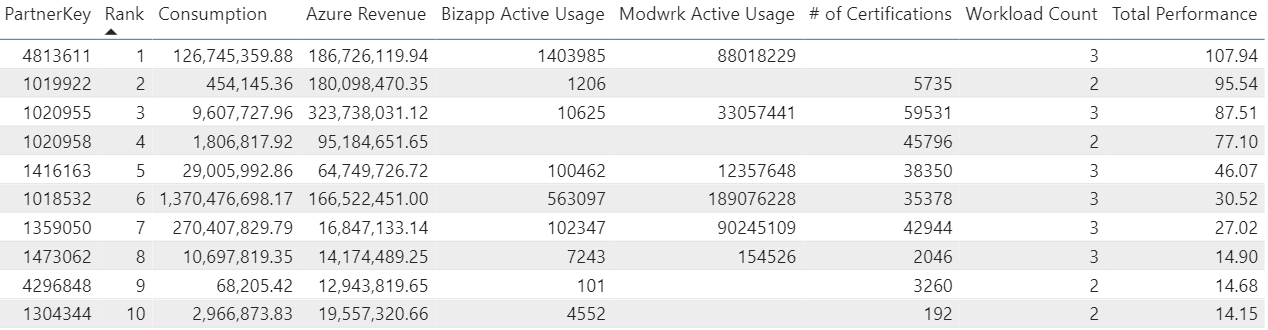 PartnerKey Rank Consumption Azure Revenue Bizapp Active Usage Modwrk Active Usage # of Certifications Workload Count Total Performance
4813611 1 126,745,359.88 186,726,119.94 1403985 88018229 3 107.94
1019922 2 454,145.36 180,098,470.35 1206 5735 2 95.54
1020955 3 9,607,727.96 323,738,031.12 10625 33057441 59531 3 87.51
1020958 4 1,806,817.92 95,184,651.65 45796 2 77.10
1416163 5 29,005,992.86 64,749,726.72 100462 12357648 38350 3 46.07
1018532 6 1,370,476,698.17 166,522,451.00 563097 189076228 35378 3 30.52
1359050 7 270,407,829.79 16,847,133.14 102347 90245109 42944 3 27.02
1473062 8 10,697,819.35 14,174,489.25 7243 154526 2046 3 14.90
4296848 9 68,205.42 12,943,819.65 101 3260 2 14.68
1304344 10 2,966,873.83 19,557,320.66 4552 192 2 14.15